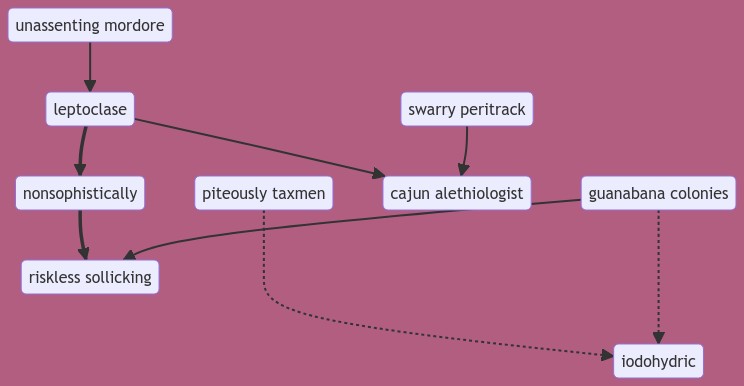 unassenting mordore
leptoclase
swarry peritrack
nonsophistically
piteously taxmen
cajun alethiologist
guanabana colonies
riskless sollicking
iodohydric